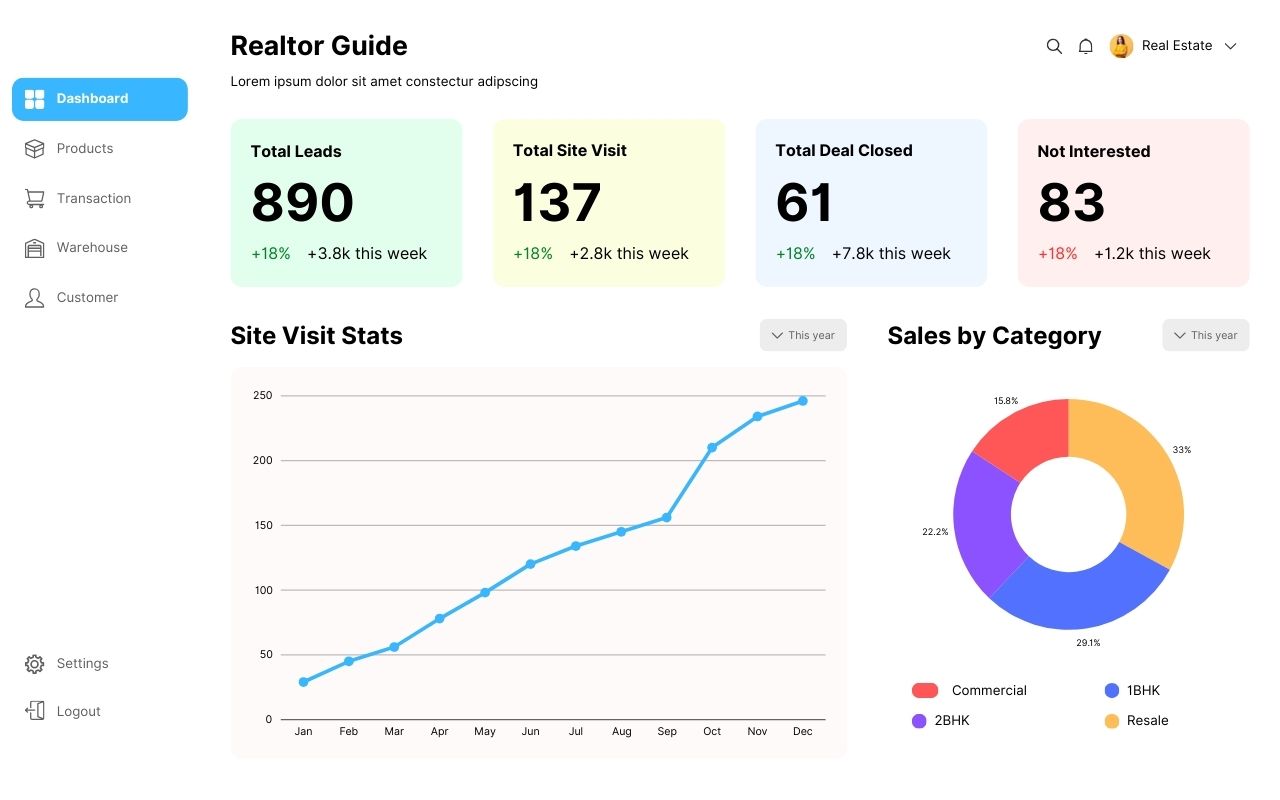 Realtor Guide
Real Estate
Lorem ipsum dolor sit amet constectur adipscing
Dashboard
Products
Transaction
Warehouse
Customer
Settings
Logout
Total Leads
890
+18% +3.8k this week
Total Site Visit
137
+18% +2.8k this week
Total Deal Closed
61
+18% +7.8k this week
Not Interested
83
+18% +1.2k this week
Site Visit Stats
This year
250
200
150
100
50
0
Jan Feb Mar Apr May Jun Jul Aug Sep Oct Nov Dec
Sales by Category
This year
15.8%
33%
22.2%
29.1%
Commercial 1BHK
2BHK Resale